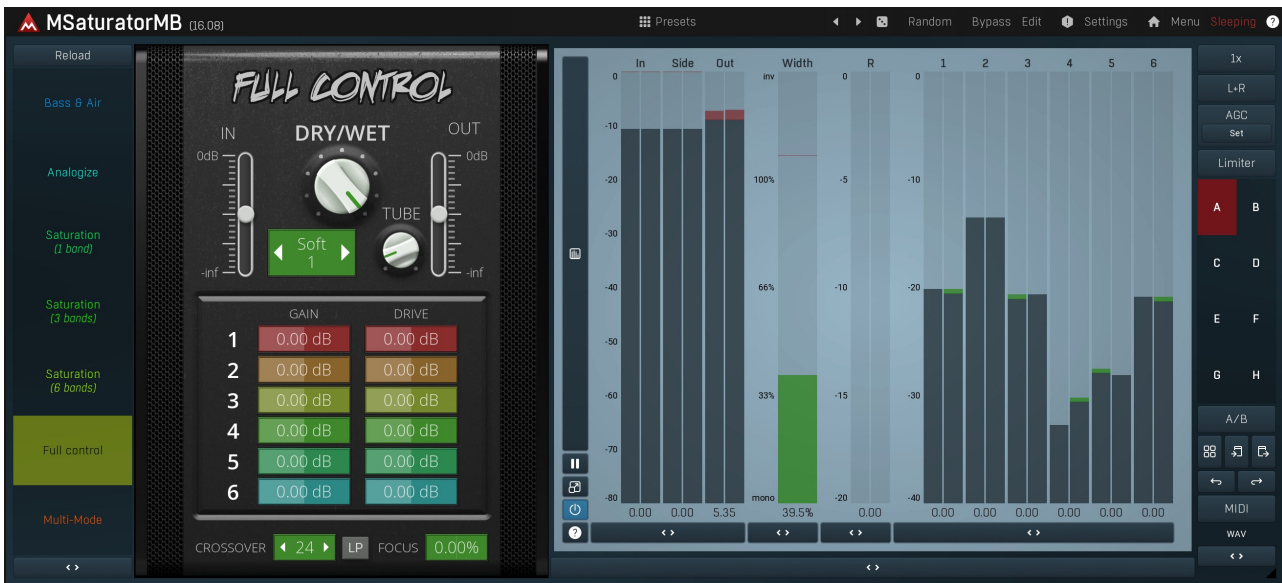 MSaturatorMB (16.08)
Presets
Random
Bypass
Edit
Settings
Menu
Sleeping
?
Reload
Bass & Air
Analogize
Saturation
(1 band)
Saturation
(3 bands)
Saturation
(6 bands)
Full control
Multi-Mode
FULL CONTROL
IN
DRY/WET
OUT
0dB
0dB
TUBE
Soft
1
-inf
-inf
GAIN DRIVE
1 0.00 dB 0.00 dB
2 0.00 dB 0.00 dB
3 0.00 dB 0.00 dB
4 0.00 dB 0.00 dB
5 0.00 dB 0.00 dB
6 0.00 dB 0.00 dB
CROSSOVER 24 LP FOCUS 0.00%
In Side Out Width R 1 2 3 4 5 6
0 inv 0 0
-10
-20 100% -5 -10
-30
-40 66% -10 -20
-50
-60 33% -15 -30
-70
-80 mono -20 -40
0.00 0.00 5.35 39.5% 0.00 0.00 0.00 0.00 0.00 0.00 0.00
?
1x
L+R
AGC
Set
Limiter
A B
C D
E F
G H
A/B
MIDI
WAV